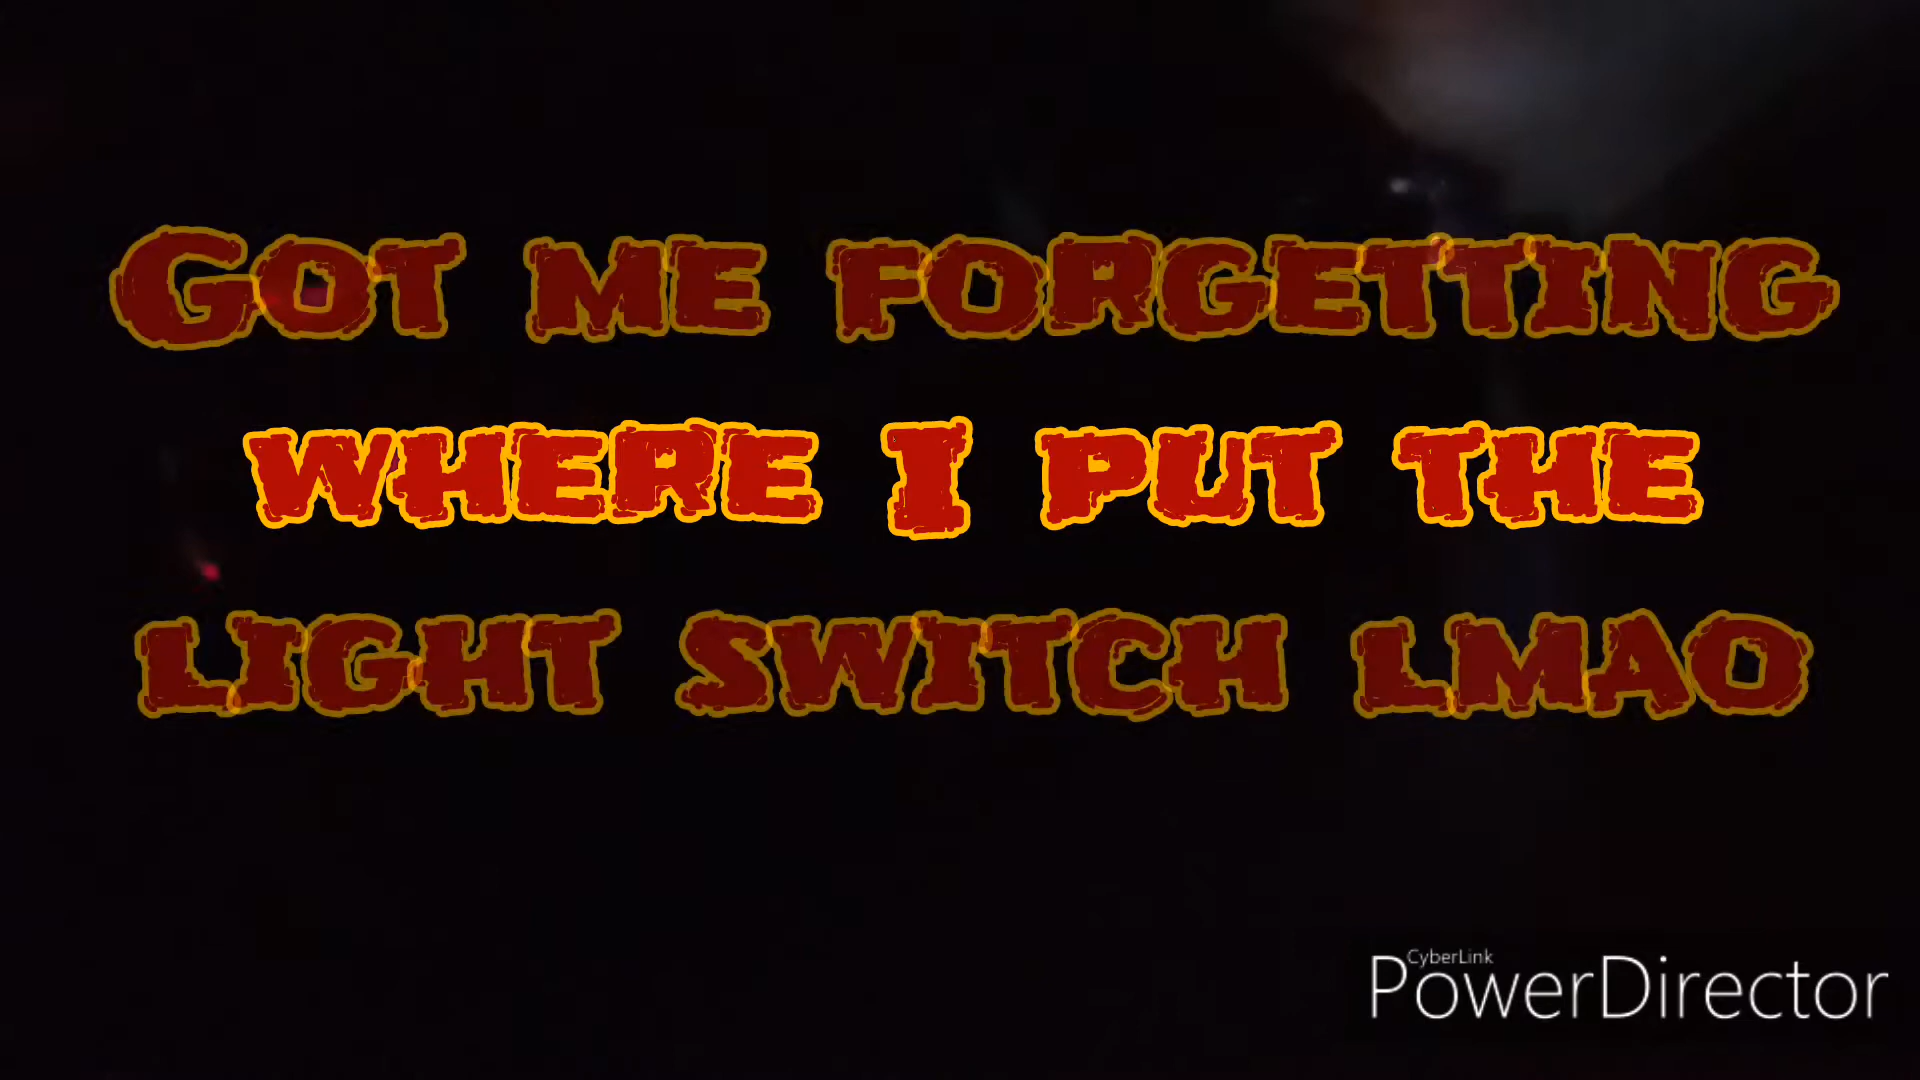 Got me forgetting
where I put the
light switch lmao
CyberLink
PowerDirector